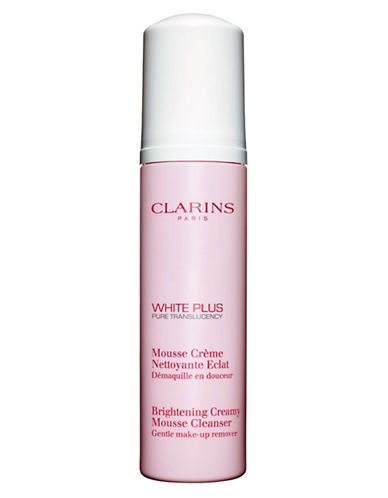 CLARINS
PARIS
WHITE PLUS
PURE TRANSLUCENCY
Mousse Crème
Nettoyante Eclat
Démaquille en douceur
Brightening Creamy
Mousse Cleanser
Gentle make-up remover